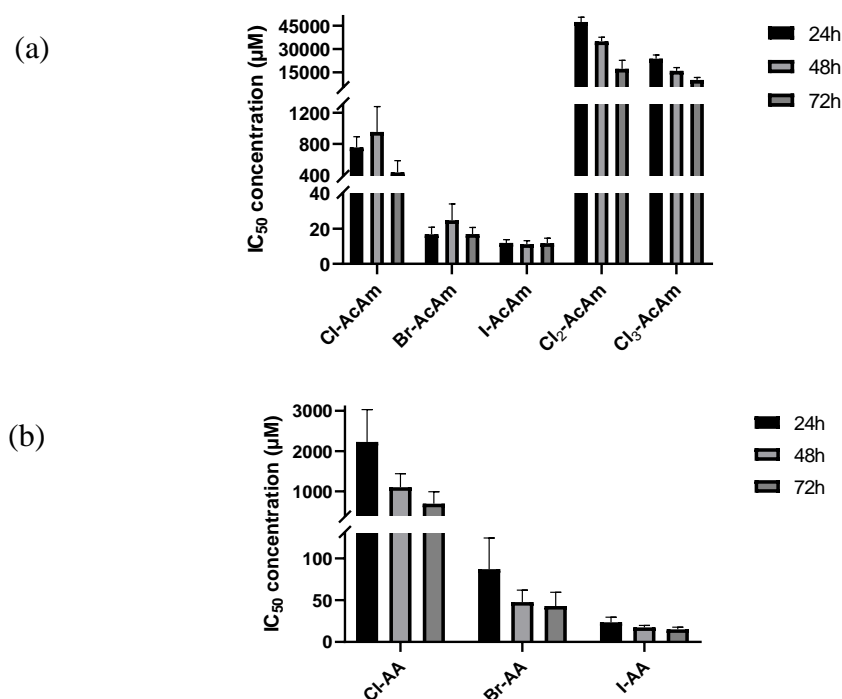 (a)
IC50 concentration (µM)
45000
30000
15000
1200
800
400
40
20
0
Cl-AcAm
Br-AcAm
I-AcAm
Cl2-AcAm
Cl3-AcAm
24h
48h
72h
(b)
IC50 concentration (µM)
3000
2000
1000
100
50
0
Cl-AA
Br-AA
I-AA
24h
48h
72h